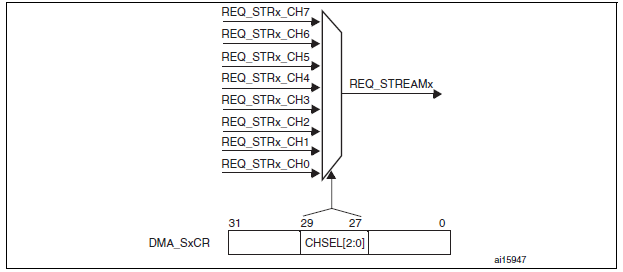 REQ_STRx_CH7
REQ_STRx_CH6
REQ_STRx_CH5
REQ_STRx_CH4
REQ_STREAMx
REQ_STRx_CH3
REQ_STRx_CH2
REQ_STRx_CH1
REQ_STRx_CH0
31 29 27 0
DMA_SxCR CHSEL[2:0]
ai15947